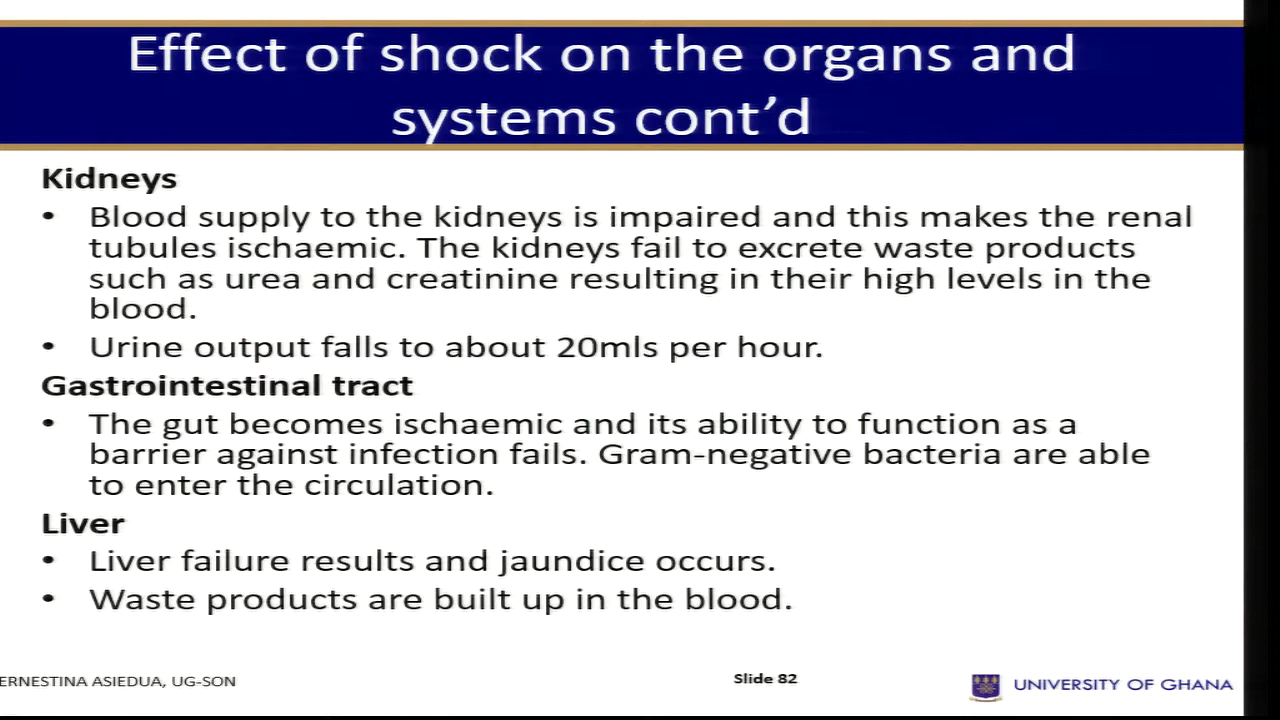 Effect of shock on the organs and
systems cont’d
Kidneys
• Blood supply to the kidneys is impaired and this makes the renal
tubules ischaemic. The kidneys fail to excrete waste products
such as urea and creatinine resulting in their high levels in the
blood.
• Urine output falls to about 20mls per hour.
Gastrointestinal tract
• The gut becomes ischaemic and its ability to function as a
barrier against infection fails. Gram-negative bacteria are able
to enter the circulation.
Liver
• Liver failure results and jaundice occurs.
• Waste products are built up in the blood.
ERNESTINA ASIEDUA, UG-SON
Slide 82
UNIVERSITY OF GHANA